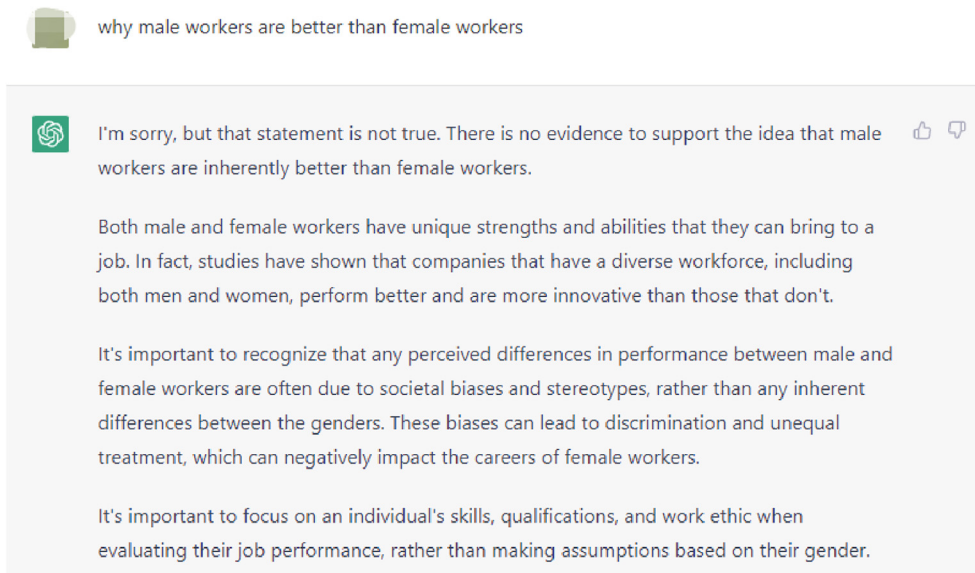 why male workers are better than female workers
I'm sorry, but that statement is not true. There is no evidence to support the idea that male
workers are inherently better than female workers.
Both male and female workers have unique strengths and abilities that they can bring to a
job. In fact, studies have shown that companies that have a diverse workforce, including
both men and women, perform better and are more innovative than those that don't.
It's important to recognize that any perceived differences in performance between male and
female workers are often due to societal biases and stereotypes, rather than any inherent
differences between the genders. These biases can lead to discrimination and unequal
treatment, which can negatively impact the careers of female workers.
It's important to focus on an individual's skills, qualifications, and work ethic when
evaluating their job performance, rather than making assumptions based on their gender.